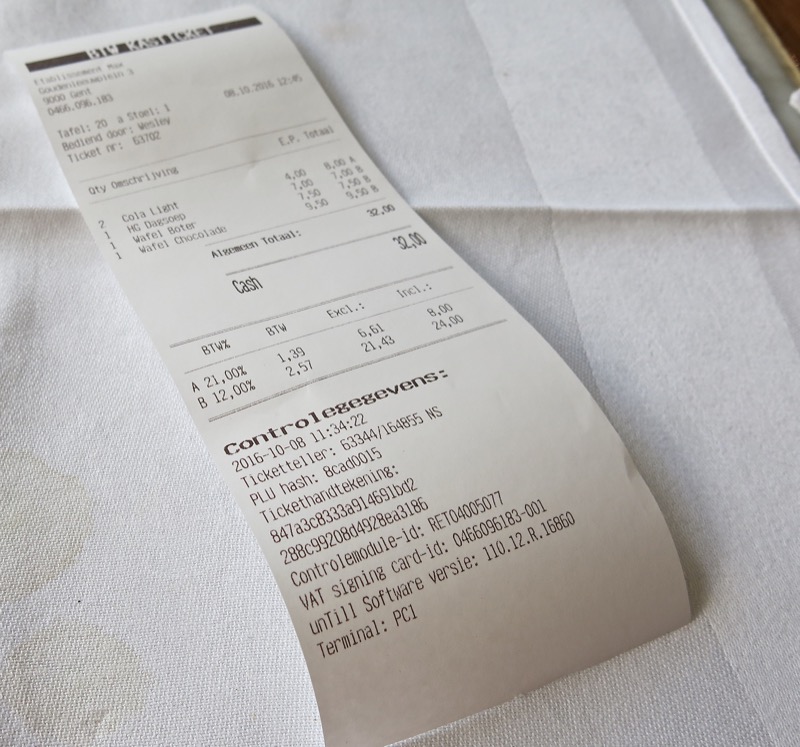 BTW KASTICKET
Etablissement Max
Goudenleeuwplein 3
9000 Gent
0466.096.183
08.10.2016 12:45
Tafel: 20 a Stoel: 1
Bediend door: Wesley
Ticket nr: 63702
Qty Omschrijving E.P. Totaal
2 Cola Light 4,00 8,00 A
1 HG Dagsoep 7,00 7,00 B
1 Wafel Boter 7,50 7,50 B
1 Wafel Chocolade 9,50 9,50 B
Algemeen Totaal: 32,00
Cash 32,00
BTW% BTW Excl.: Incl.:
A 21,00% 1,39 6,61 8,00
B 12,00% 2,57 21,43 24,00
Controlegegevens:
2016-10-08 11:34:22
Ticketteller: 63344/164855 NS
PLU hash: 8cad0015
Tickethandtekening:
847a3c8333a914691bd2
288c99208d4928ea3186
Controlemodule-id: RET04005077
VAT signing card-id: 0466096183-001
unTill Software versie: 110.12.R.16860
Terminal: PC1